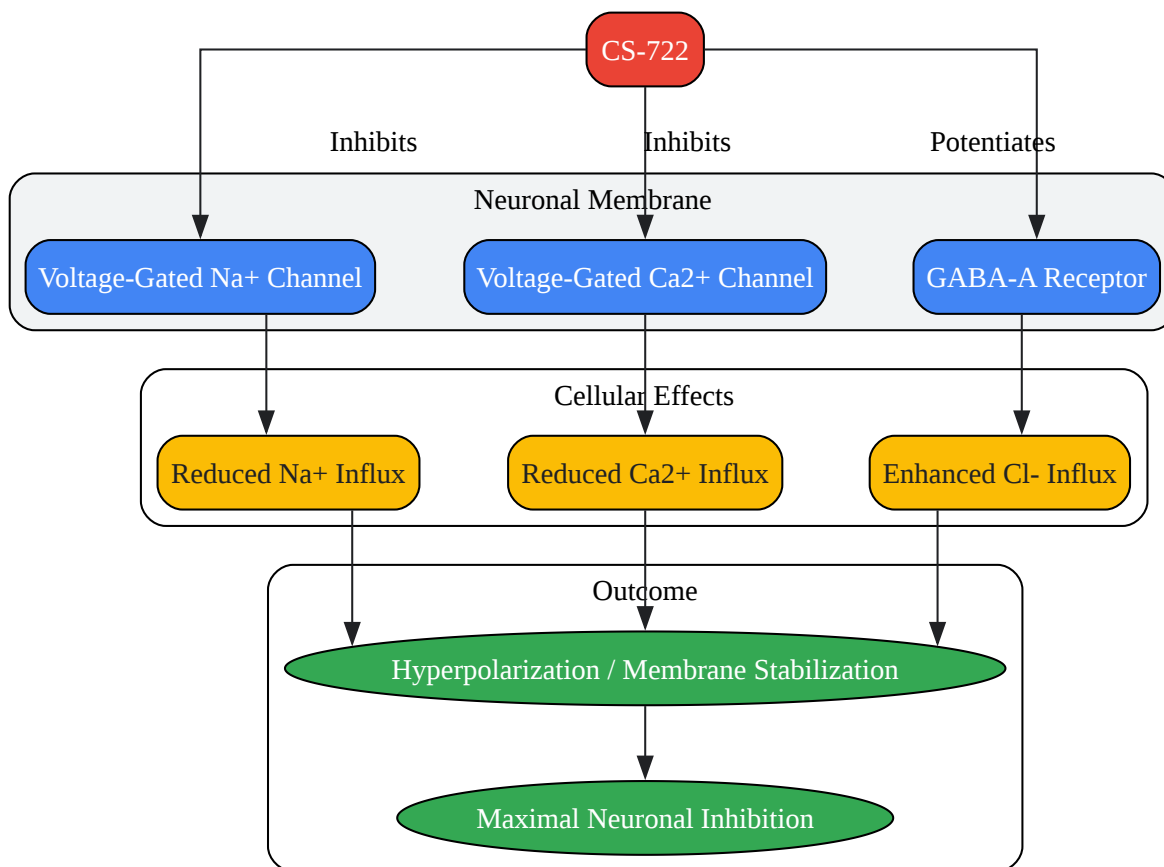 CS-722
Inhibits
Inhibits
Potentiates
Neuronal Membrane
Voltage-Gated Na+ Channel
Voltage-Gated Ca2+ Channel
GABA-A Receptor
Cellular Effects
Reduced Na+ Influx
Reduced Ca2+ Influx
Enhanced Cl- Influx
Outcome
Hyperpolarization / Membrane Stabilization
Maximal Neuronal Inhibition